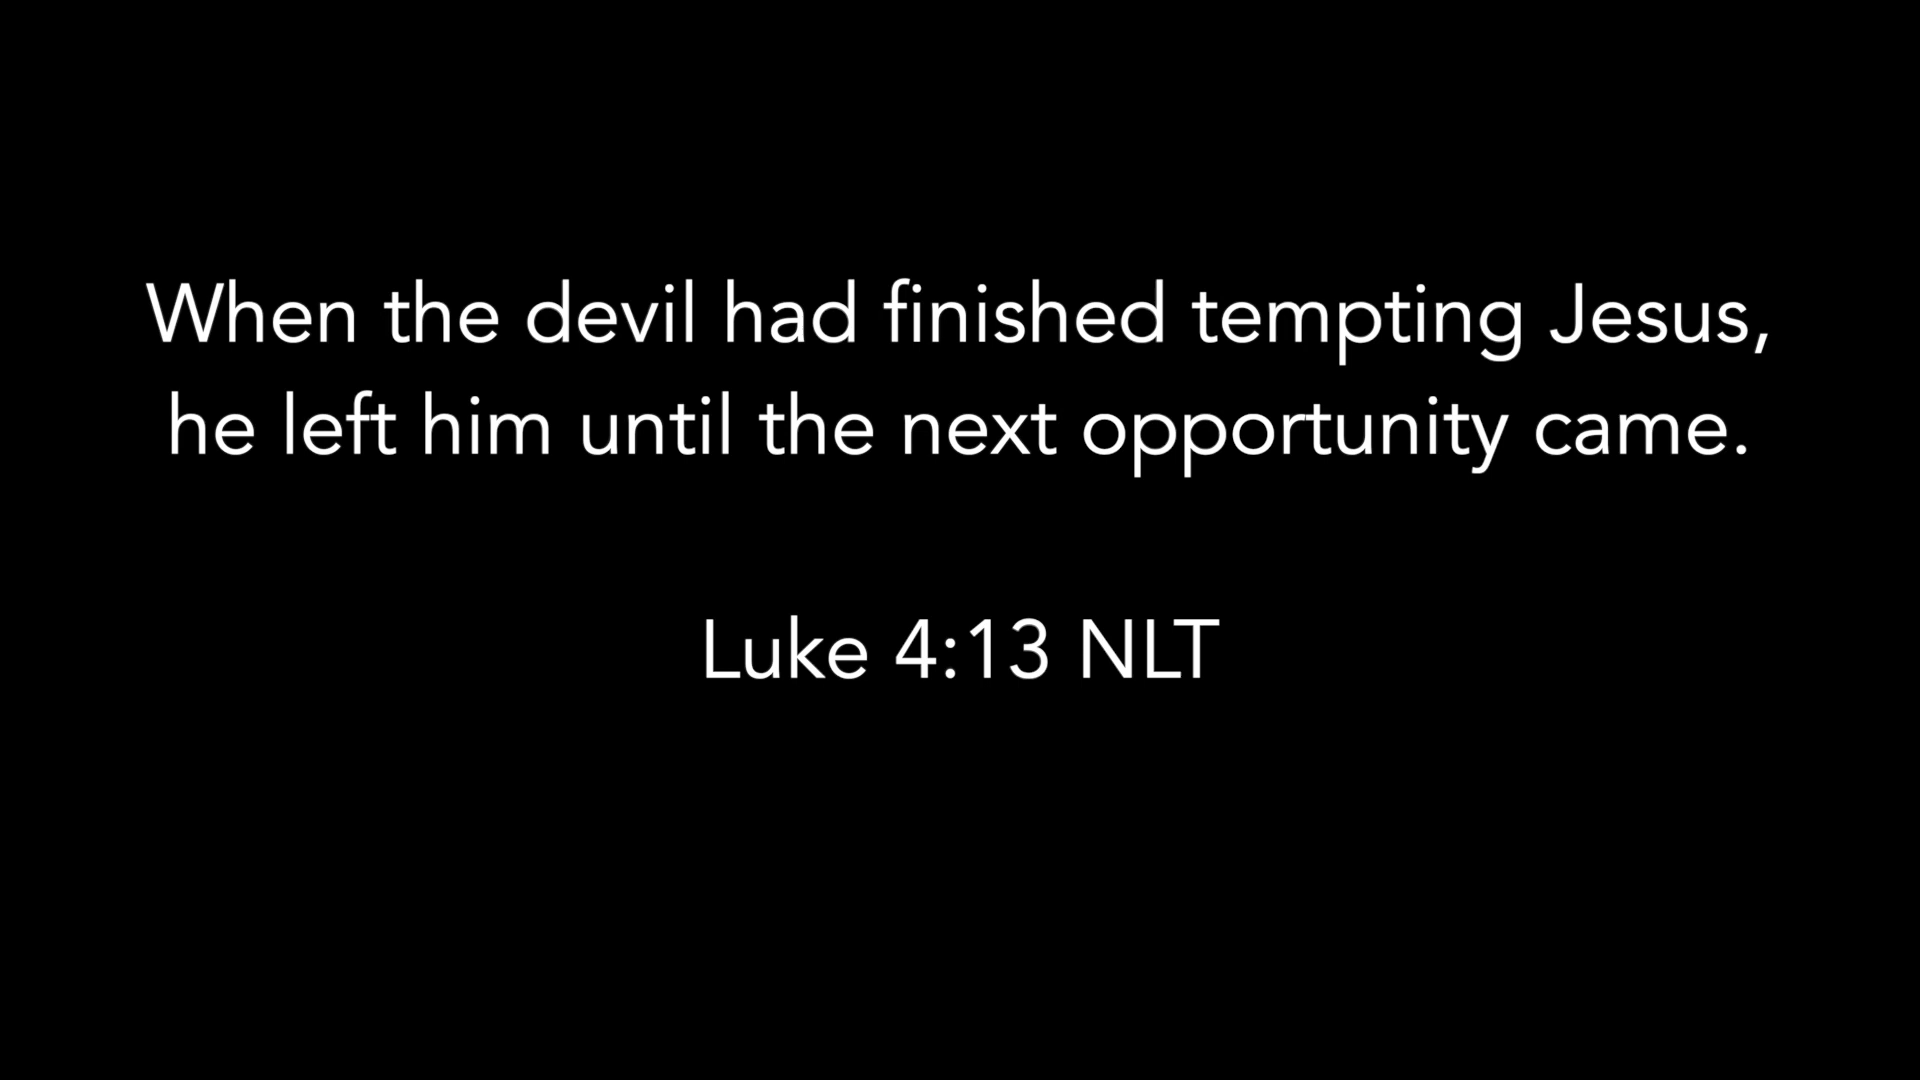 When the devil had finished tempting Jesus,
he left him until the next opportunity came.
Luke 4:13 NLT